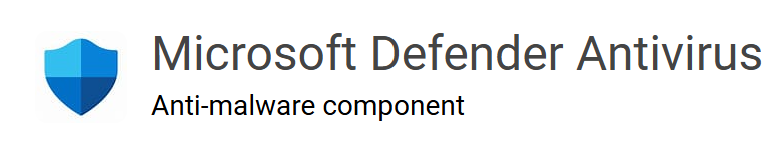 Microsoft Defender Antivirus
Anti-malware component